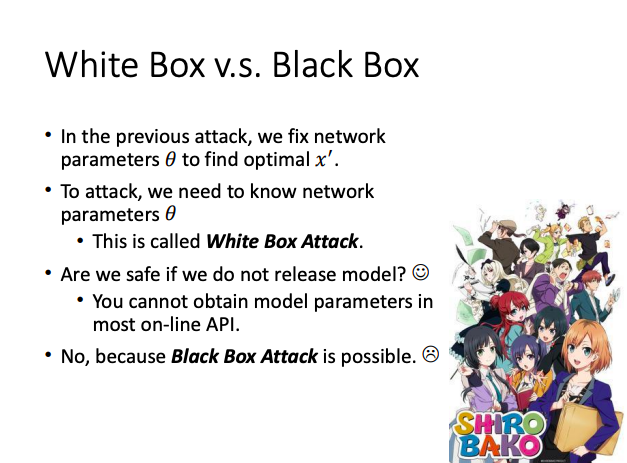 White Box v.s. Black Box
• In the previous attack, we fix network
parameters 𝜃 to find optimal 𝑥′.
• To attack, we need to know network
parameters 𝜃
• This is called White Box Attack.
• Are we safe if we do not release model? ☺
• You cannot obtain model parameters in
most on-line API.
• No, because Black Box Attack is possible. ☹
SHIRO
BAKO